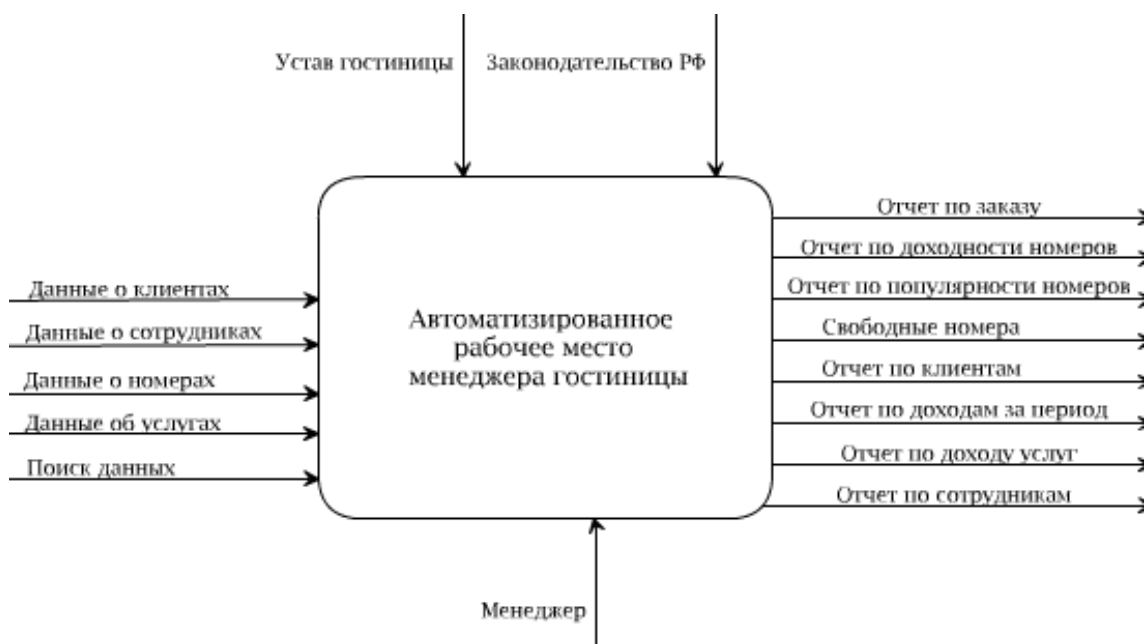 Устав гостиницы
Законодательство РФ
Данные о клиентах
Данные о сотрудниках
Данные о номерах
Данные об услугах
Поиск данных
Автоматизированное
рабочее место
менеджера гостиницы
Отчет по заказу
Отчет по доходности номеров
Отчет по популярности номеров
Свободные номера
Отчет по клиентам
Отчет по доходам за период
Отчет по доходу услуг
Отчет по сотрудникам
Менеджер